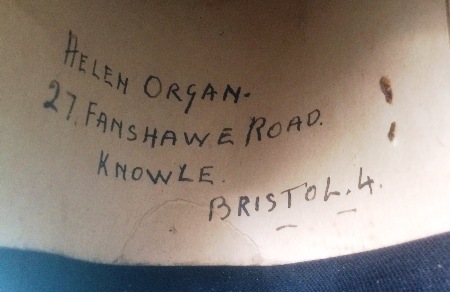 HELEN ORGAN.
27, FANSHAWE ROAD.
KNOWLE.
BRISTOL. 4.